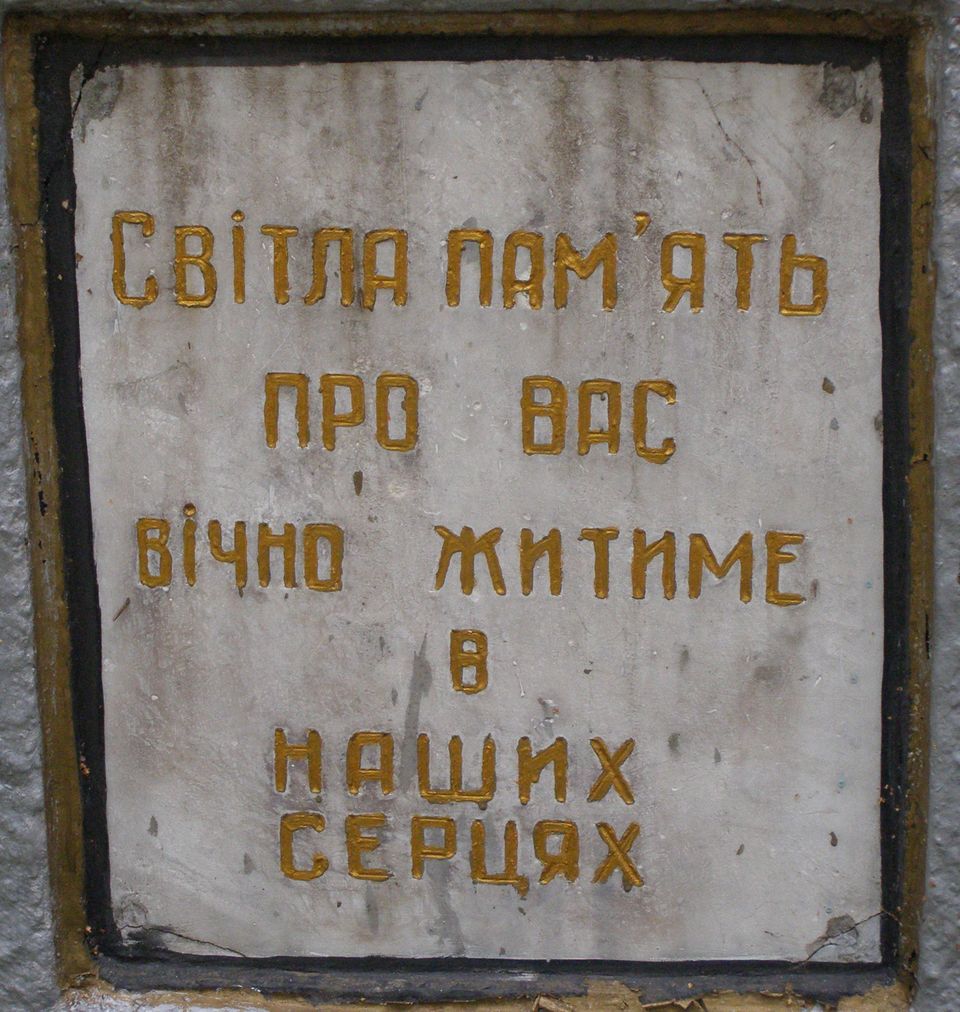 Світла пам'ять
про вас
вічно житиме
в
наших
серцях